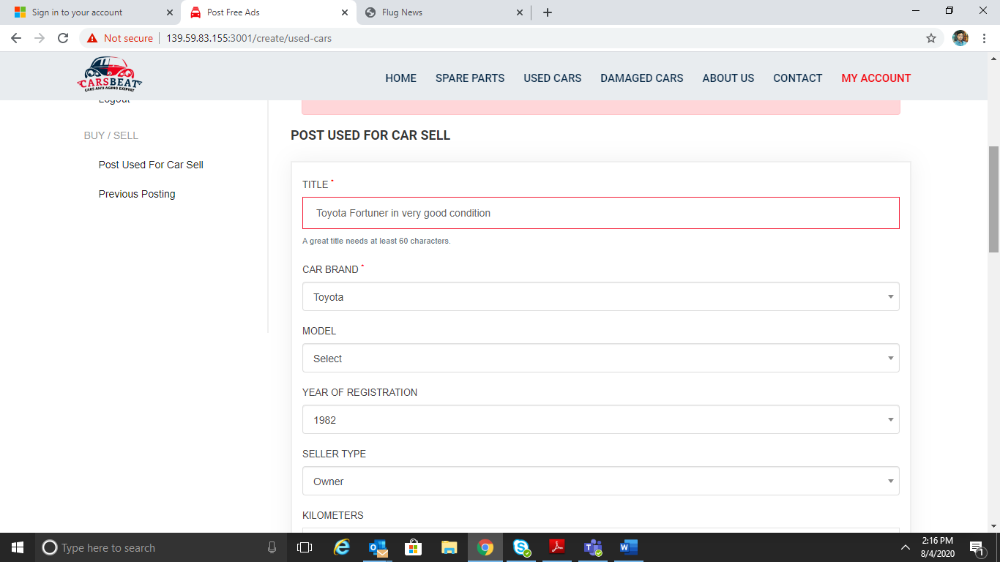 Sign in to your account
Post Free Ads
Flug News
Not secure
139.59.83.155:3001/create/used-cars
CARSBEAT
CARS ANTI AGING EXEPERT
HOME
SPARE PARTS
USED CARS
DAMAGED CARS
ABOUT US
CONTACT
MY ACCOUNT
Logout
BUY / SELL
Post Used For Car Sell
Previous Posting
POST USED FOR CAR SELL
TITLE *
Toyota Fortuner in very good condition
A great title needs at least 60 characters.
CAR BRAND *
Toyota
MODEL
Select
YEAR OF REGISTRATION
1982
SELLER TYPE
Owner
KILOMETERS
Type here to search
2:16 PM
8/4/2020
1